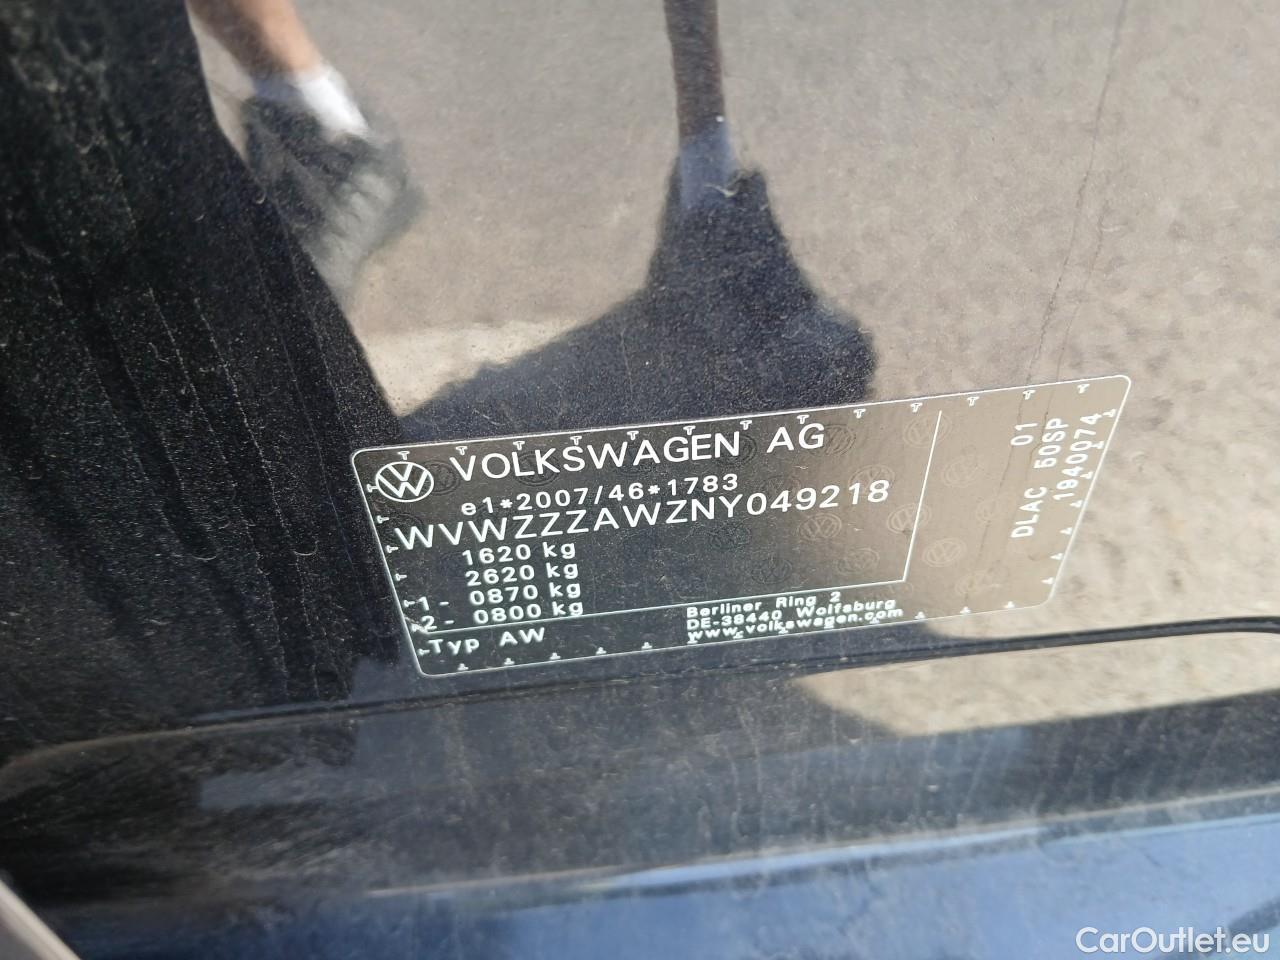 VOLKSWAGEN AG
e1*2007/46*1783
WVWZZZAWZNY049218
1620 kg
2620 kg
1- 0870 kg
2- 0800 kg
Typ AW
Berliner Ring 2
DE-38440 Wolfsburg
www.volkswagen.com
01
DLAC 50SP
1940074
CarOutlet.eu